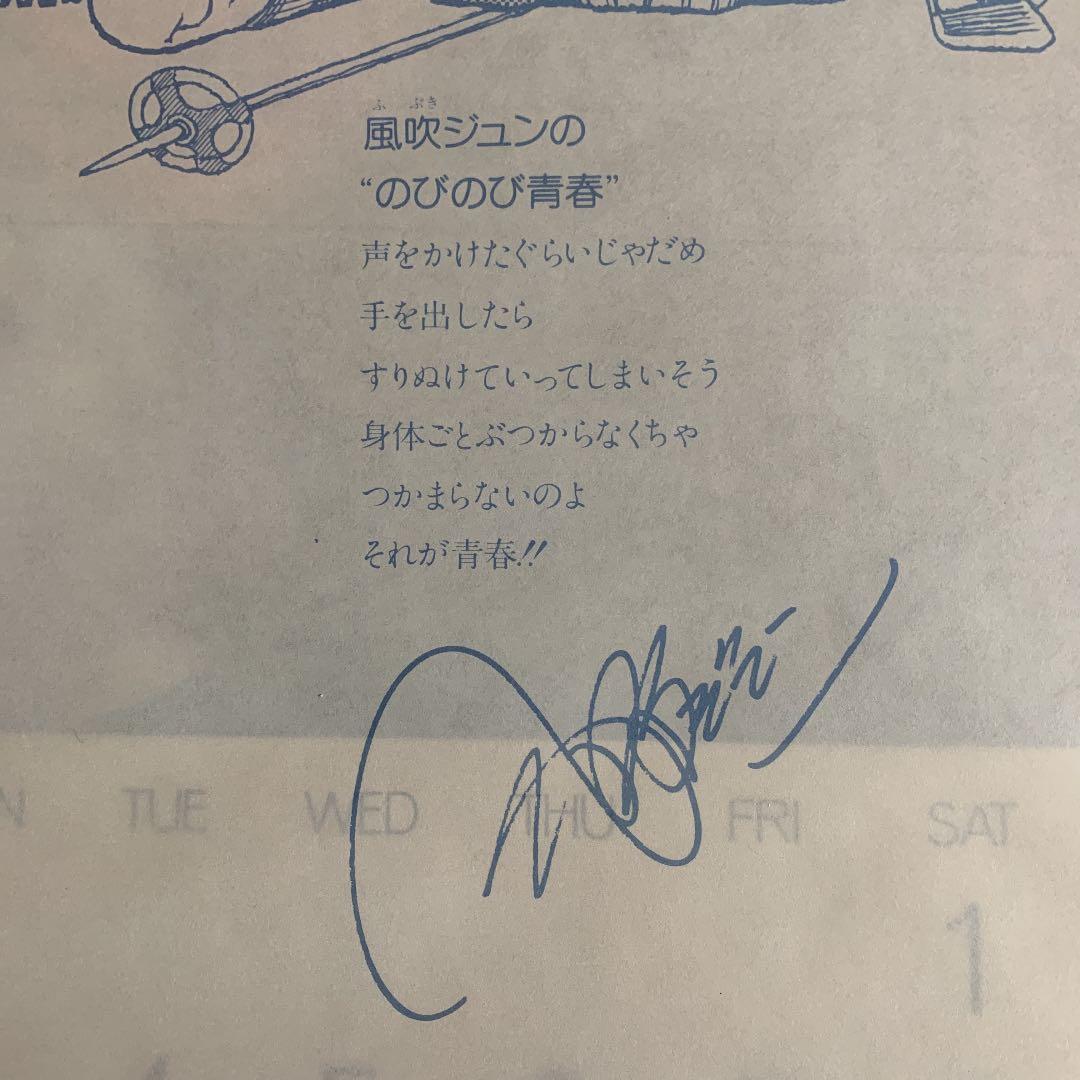 風吹ジュンの
“のびのび青春”
声をかけたぐらいじゃだめ
手を出したら
すりぬけていってしまいそう
身体ごとぶつからなくちゃ
つかまらないのよ
それが青春!!
TUE WED THU FRI SAT
1